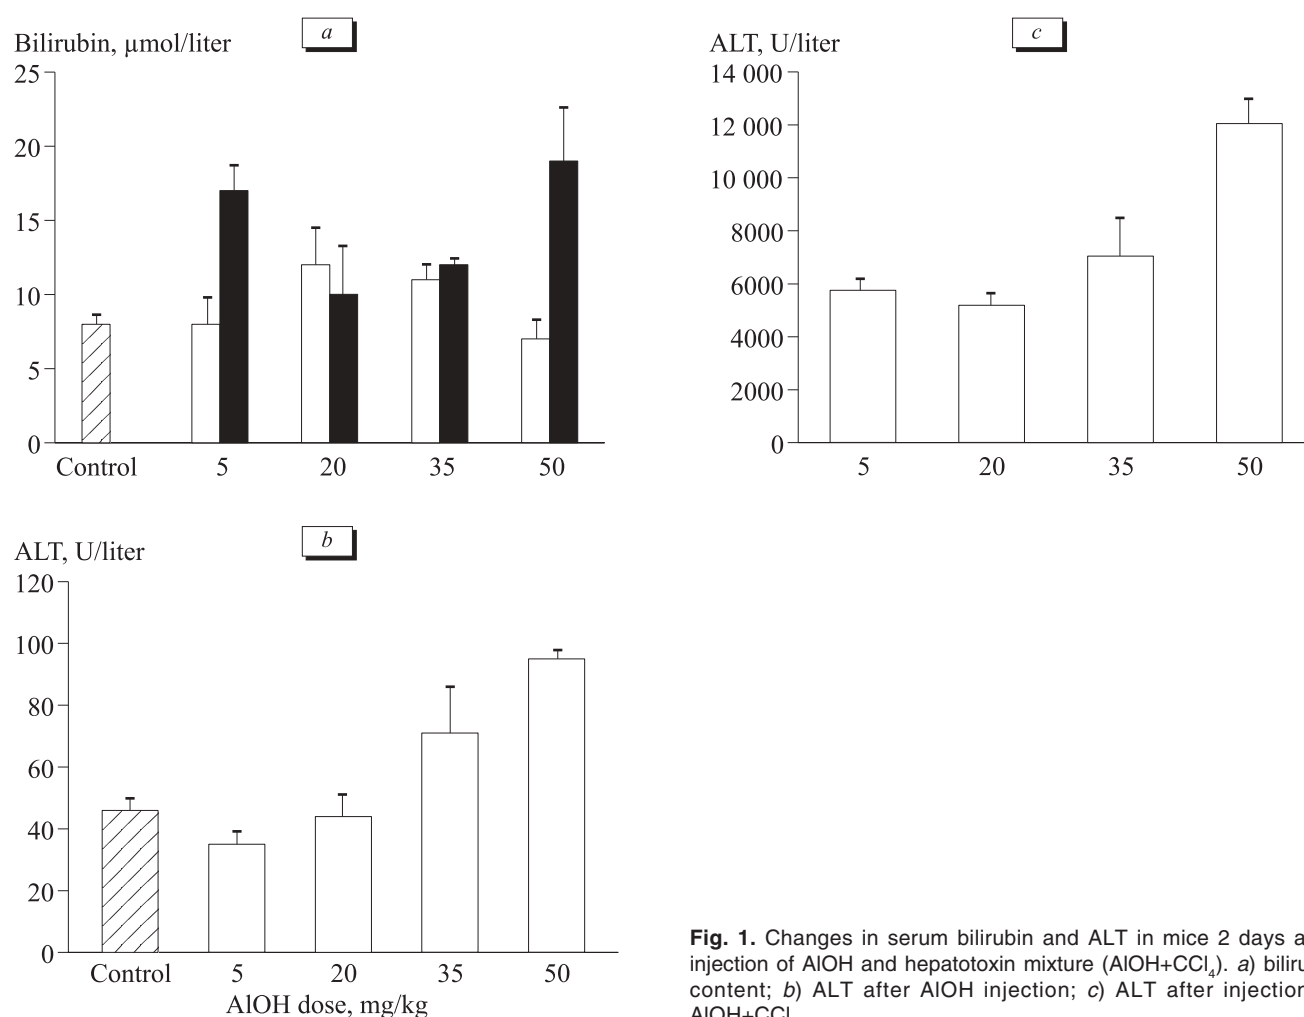 a
Bilirubin, µmol/liter
25
20
15
10
5
0
Control 5 20 35 50
c
ALT, U/liter
14 000
12 000
10 000
8000
6000
4000
2000
0
5 20 35 50
b
ALT, U/liter
120
100
80
60
40
20
0
Control 5 20 35 50
AlOH dose, mg/kg
Fig. 1. Changes in serum bilirubin and ALT in mice 2 days a
injection of AlOH and hepatotoxin mixture (AlOH+CCl₄). a) biliru
content; b) ALT after AlOH injection; c) ALT after injection
AlOH+CCl